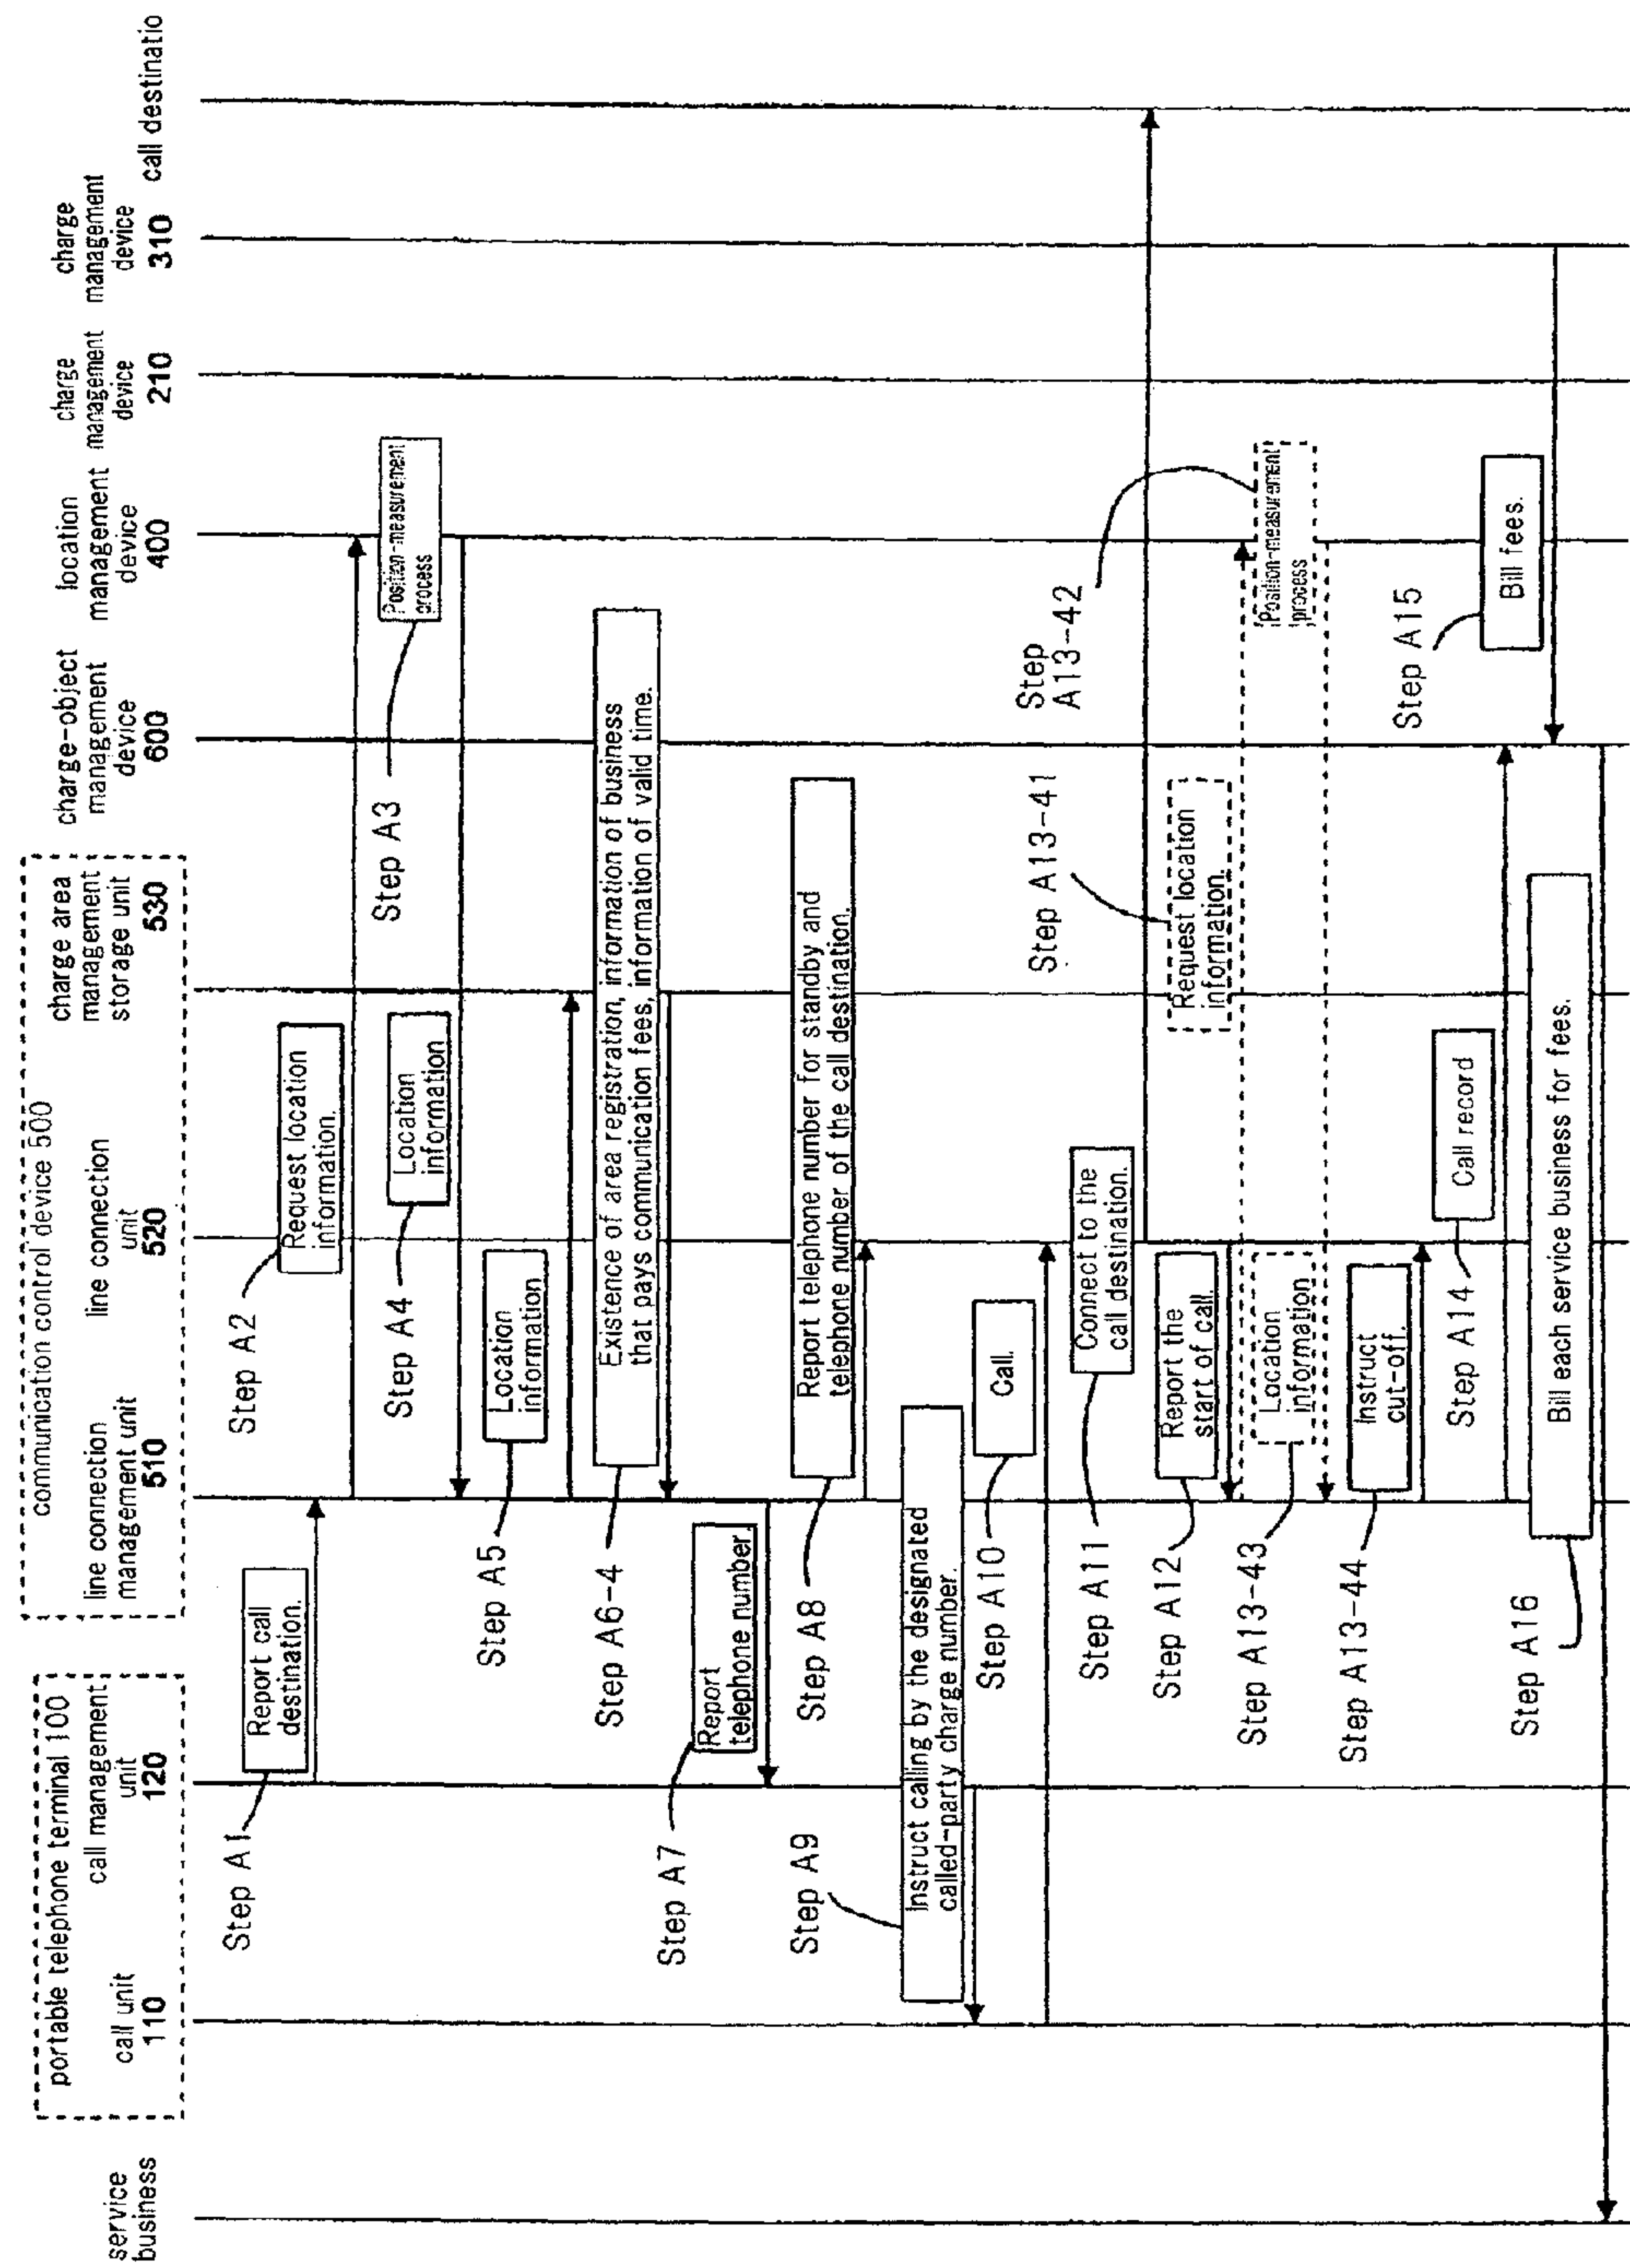 service
business
portable telephone terminal 100
call unit
110
call management
unit
120
communication control device 500
line connection
management unit
510
line connection
unit
520
charge area
management
storage unit
530
charge-object
management
device
600
location
management
device
400
charge
management
device
210
charge
management
device
310
call destinatio
Step A1
Report call
destination.
Step A2
Request location
information.
Step A3
Position-measurement
process
Step A4
Location
information
Step A5
Location
information
Step A6-4
Existence of area registration, information of business
that pays communication fees, information of valid time.
Step A7
Report
telephone number.
Step A8
Report telephone number for standby and
telephone number of the call destination.
Step A9
Instruct calling by the designated
called-party charge number.
Step A10
Call.
Step A11
Connect to the
call destination.
Step A12
Report the
start of call.
Step A13-41
Request location
information.
Step
A13-42
Position-measurement
process
Step A13-43
Location
information
Step A13-44
Instruct
cut-off.
Step A14
Call record
Step A15
Bill fees.
Step A16
Bill each service business for fees.